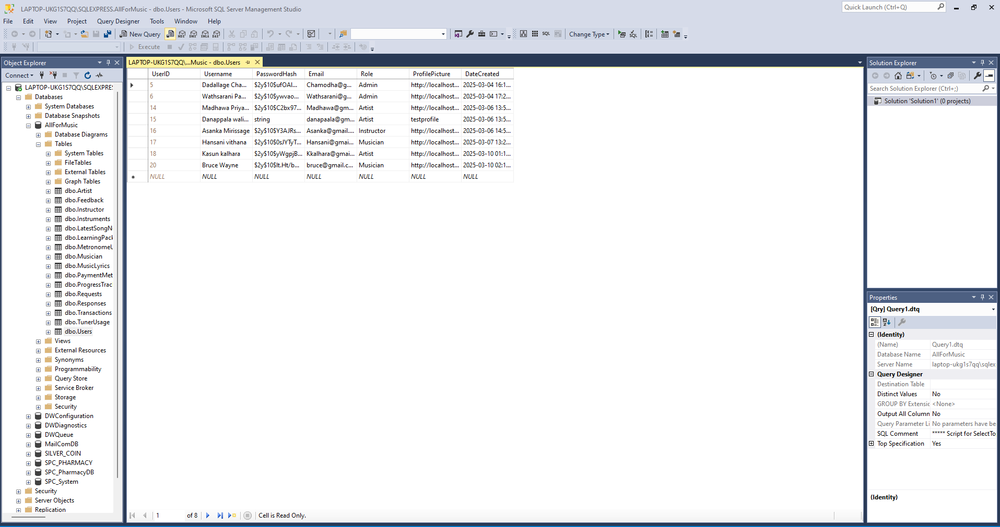 LAPTOP-UKG1S7QQ\SQLEXPRESS.AllForMusic - dbo.Users - Microsoft SQL Server Management Studio
Quick Launch (Ctrl+Q)
File Edit View Project Query Designer Tools Window Help
New Query MDX DMX XMLA DAX SQL Change Type
Execute
Object Explorer
Connect
LAPTOP-UKG1S7QQ\SQLEXPRES
Databases
System Databases
Database Snapshots
AllForMusic
Database Diagrams
Tables
System Tables
FileTables
External Tables
Graph Tables
dbo.Artist
dbo.Feedback
dbo.Instructor
dbo.Instruments
dbo.LatestSongN
dbo.LearningPack
dbo.MetronomeU
dbo.Musician
dbo.MusicLyrics
dbo.PaymentMet
dbo.ProgressTrac
dbo.Requests
dbo.Responses
dbo.Transactions
dbo.TunerUsage
dbo.Users
Views
External Resources
Synonyms
Programmability
Query Store
Service Broker
Storage
Security
DWConfiguration
DWDiagnostics
DWQueue
MailComDB
SILVER_COIN
SPC_PHARMACY
SPC_PharmacyDB
SPC_System
Security
Server Objects
Replication
LAPTOP-UKG1S7QQ\...Music - dbo.Users
UserID Username PasswordHash Email Role ProfilePicture DateCreated
5 Dadallage Cha... $2y$10$ufOAI... Chamodha@g... Admin http://localhost... 2025-03-04 16:1...
6 Wathsarani Pa... $2y$10$ywvao... Wathsarani@g... Admin http://localhost... 2025-03-04 17:2...
14 Madhawa Priya... $2y$10$C2bx97... Madhawa@gm... Artist http://localhost... 2025-03-06 13:5...
15 Danappala wali... string danapaala@gm... Artist testprofile 2025-03-06 13:5...
16 Asanka Mirissage $2y$10$Y3AJRs... Asanka@gmail.... Instructor http://localhost... 2025-03-06 14:5...
17 Hansani vithana $2y$10$0sJYTyT... Hansani@gmai... Musician http://localhost... 2025-03-07 13:2...
18 Kasun kalhara $2y$10$yWgpjB... Kkalhara@gmai... Artist http://localhost... 2025-03-10 01:1...
20 Bruce Wayne $2y$10$It.Ht/b... bruce@gmail.c... Musician http://localhost... 2025-03-10 02:1...
NULL NULL NULL NULL NULL NULL NULL
1 of 8 Cell is Read Only.
Solution Explorer
Search Solution Explorer (Ctrl+;)
Solution 'Solution1' (0 projects)
Properties
[Qry] Query1.dtq
(Identity)
(Name) Query1.dtq
Database Name AllForMusic
Server Name laptop-ukg1s7qq\sqlex
Query Designer
Destination Table
Distinct Values No
GROUP BY Extensic <None>
Output All Column No
Query Parameter Li No parameters have be
SQL Comment ***** Script for SelectTo
Top Specification Yes
(Identity)